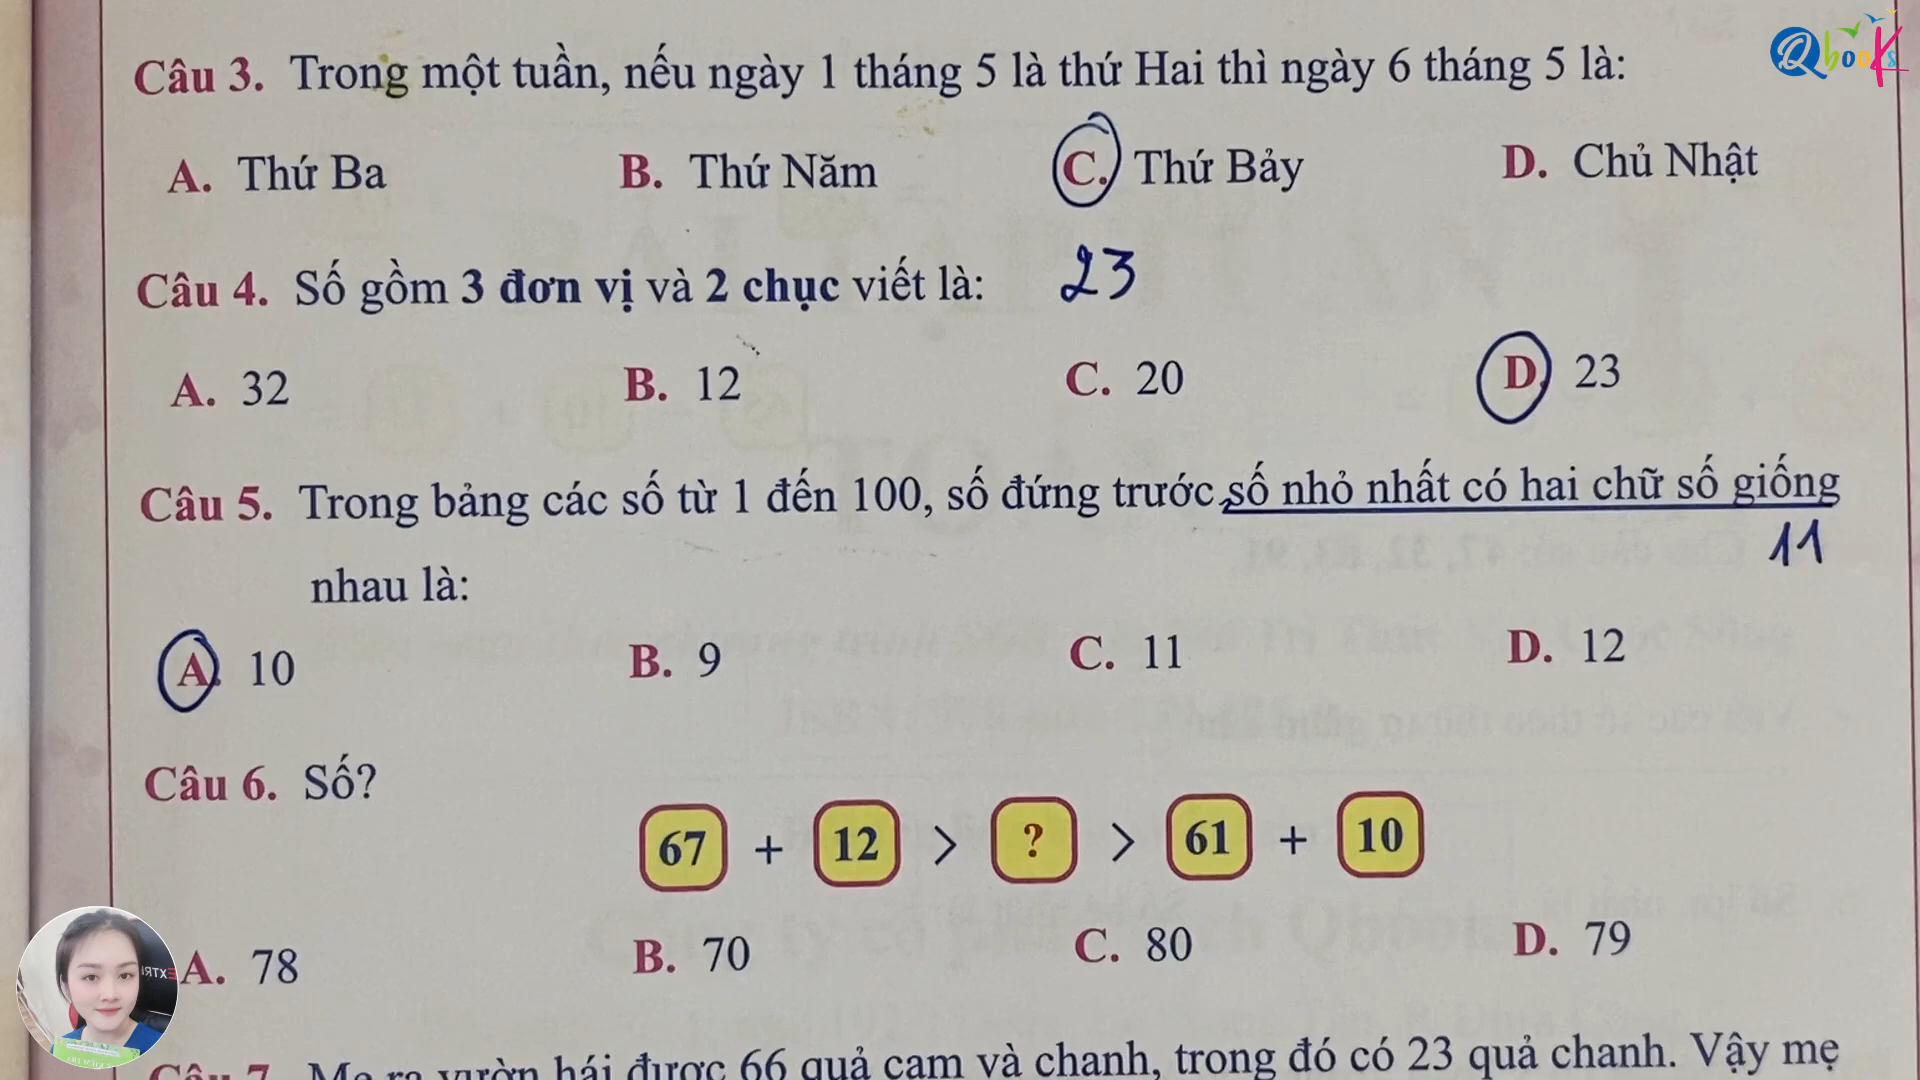 Qbooks
Câu 3. Trong một tuần, nếu ngày 1 tháng 5 là thứ Hai thì ngày 6 tháng 5 là:
A. Thứ Ba B. Thứ Năm C. Thứ Bảy D. Chủ Nhật
Câu 4. Số gồm 3 đơn vị và 2 chục viết là: 23
A. 32 B. 12 C. 20 D. 23
Câu 5. Trong bảng các số từ 1 đến 100, số đứng trước số nhỏ nhất có hai chữ số giống
11
nhau là:
A. 10 B. 9 C. 11 D. 12
Câu 6. Số?
67 + 12 > ? > 61 + 10
A. 78 B. 70 C. 80 D. 79
Câu 7. Mẹ ra vườn hái được 66 quả cam và chanh, trong đó có 23 quả chanh. Vậy mẹ